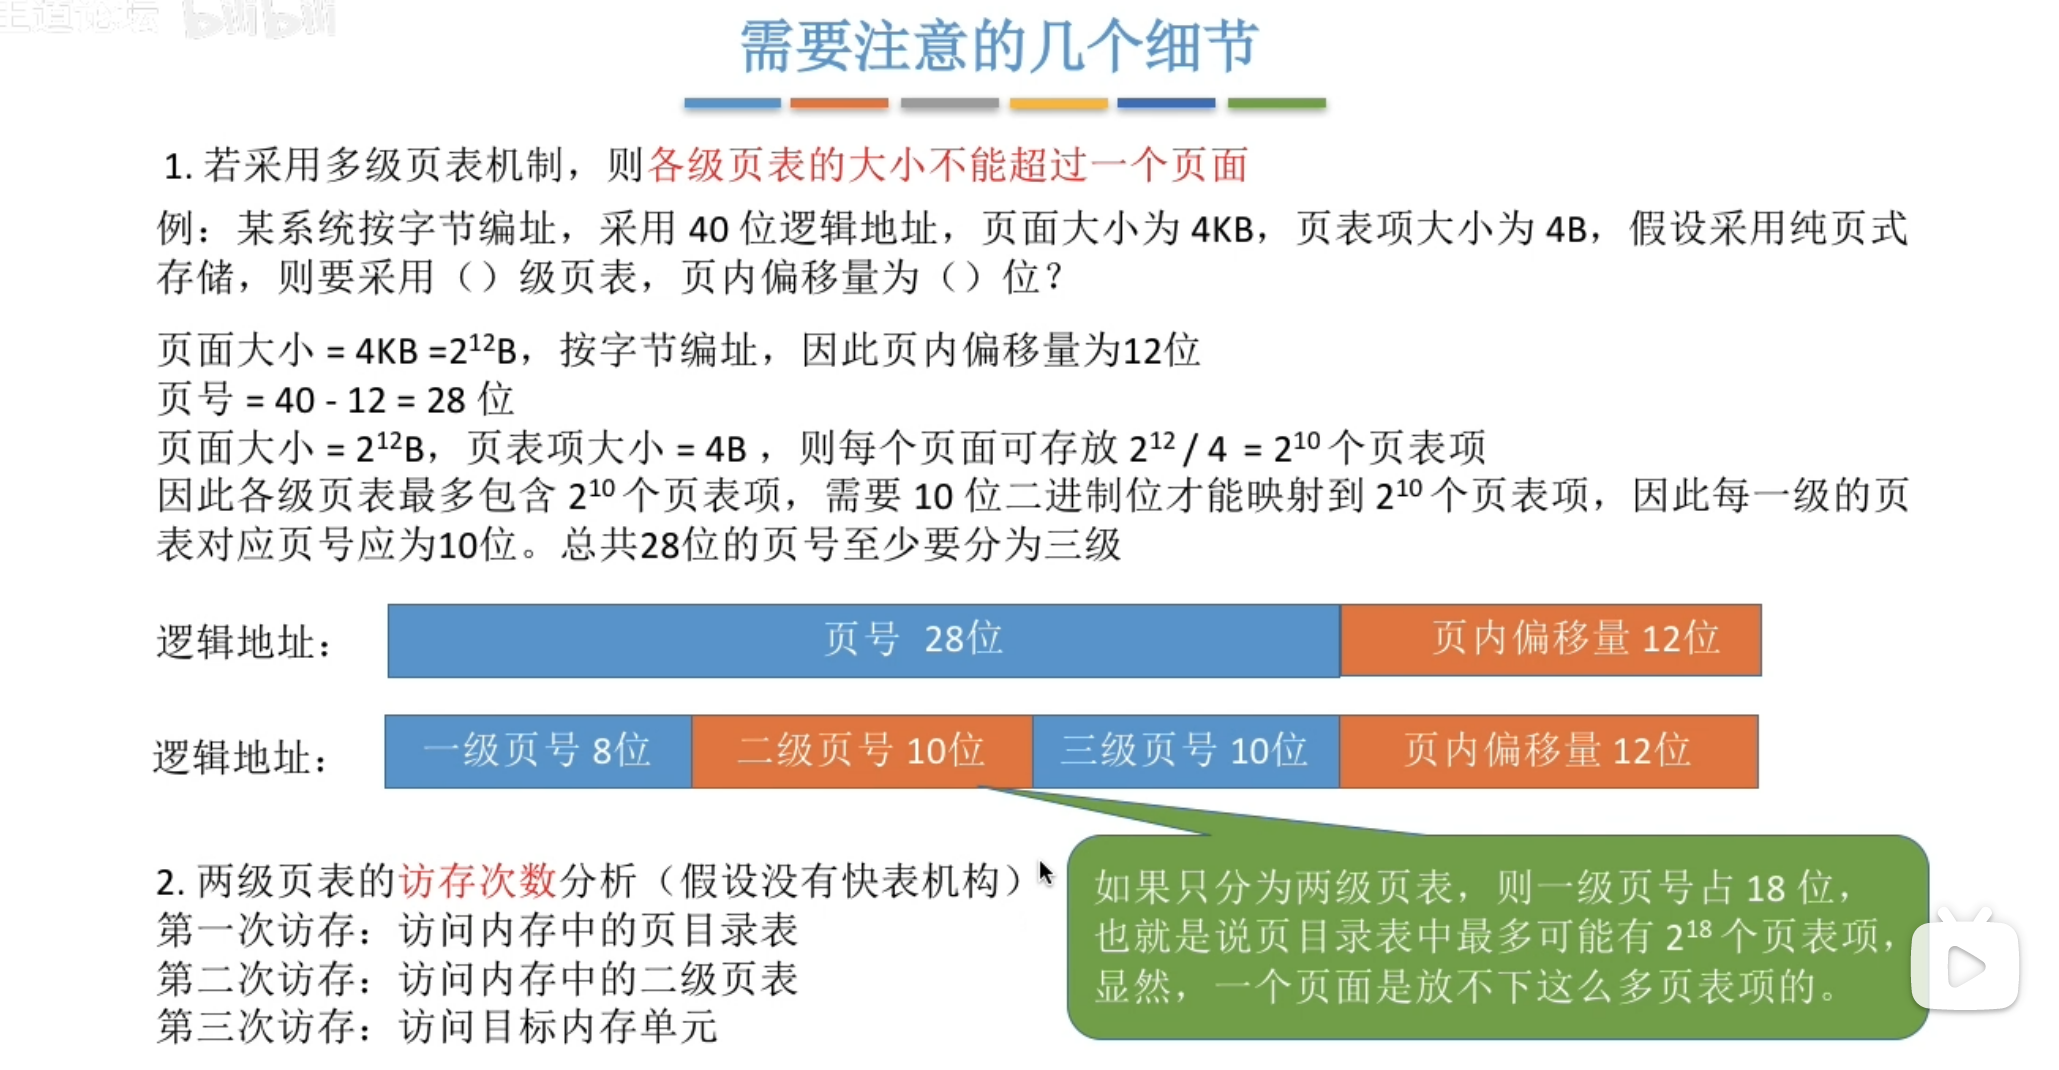 王道论坛 bilibili
需要注意的几个细节
1. 若采用多级页表机制，则各级页表的大小不能超过一个页面
例：某系统按字节编址，采用 40 位逻辑地址，页面大小为 4KB，页表项大小为 4B，假设采用纯页式
存储，则要采用（）级页表，页内偏移量为（）位？
页面大小 = 4KB =2¹²B，按字节编址，因此页内偏移量为12位
页号 = 40 - 12 = 28 位
页面大小 = 2¹²B，页表项大小 = 4B ，则每个页面可存放 2¹² / 4 = 2¹⁰ 个页表项
因此各级页表最多包含 2¹⁰ 个页表项，需要 10 位二进制位才能映射到 2¹⁰ 个页表项，因此每一级的页
表对应页号应为10位。总共28位的页号至少要分为三级
逻辑地址： 页号 28位 页内偏移量 12位
逻辑地址： 一级页号 8位 二级页号 10位 三级页号 10位 页内偏移量 12位
2. 两级页表的访存次数分析（假设没有快表机构）
第一次访存：访问内存中的页目录表
第二次访存：访问内存中的二级页表
第三次访存：访问目标内存单元
如果只分为两级页表，则一级页号占 18 位，
也就是说页目录表中最多可能有 2¹⁸ 个页表项，
显然，一个页面是放不下这么多页表项的。